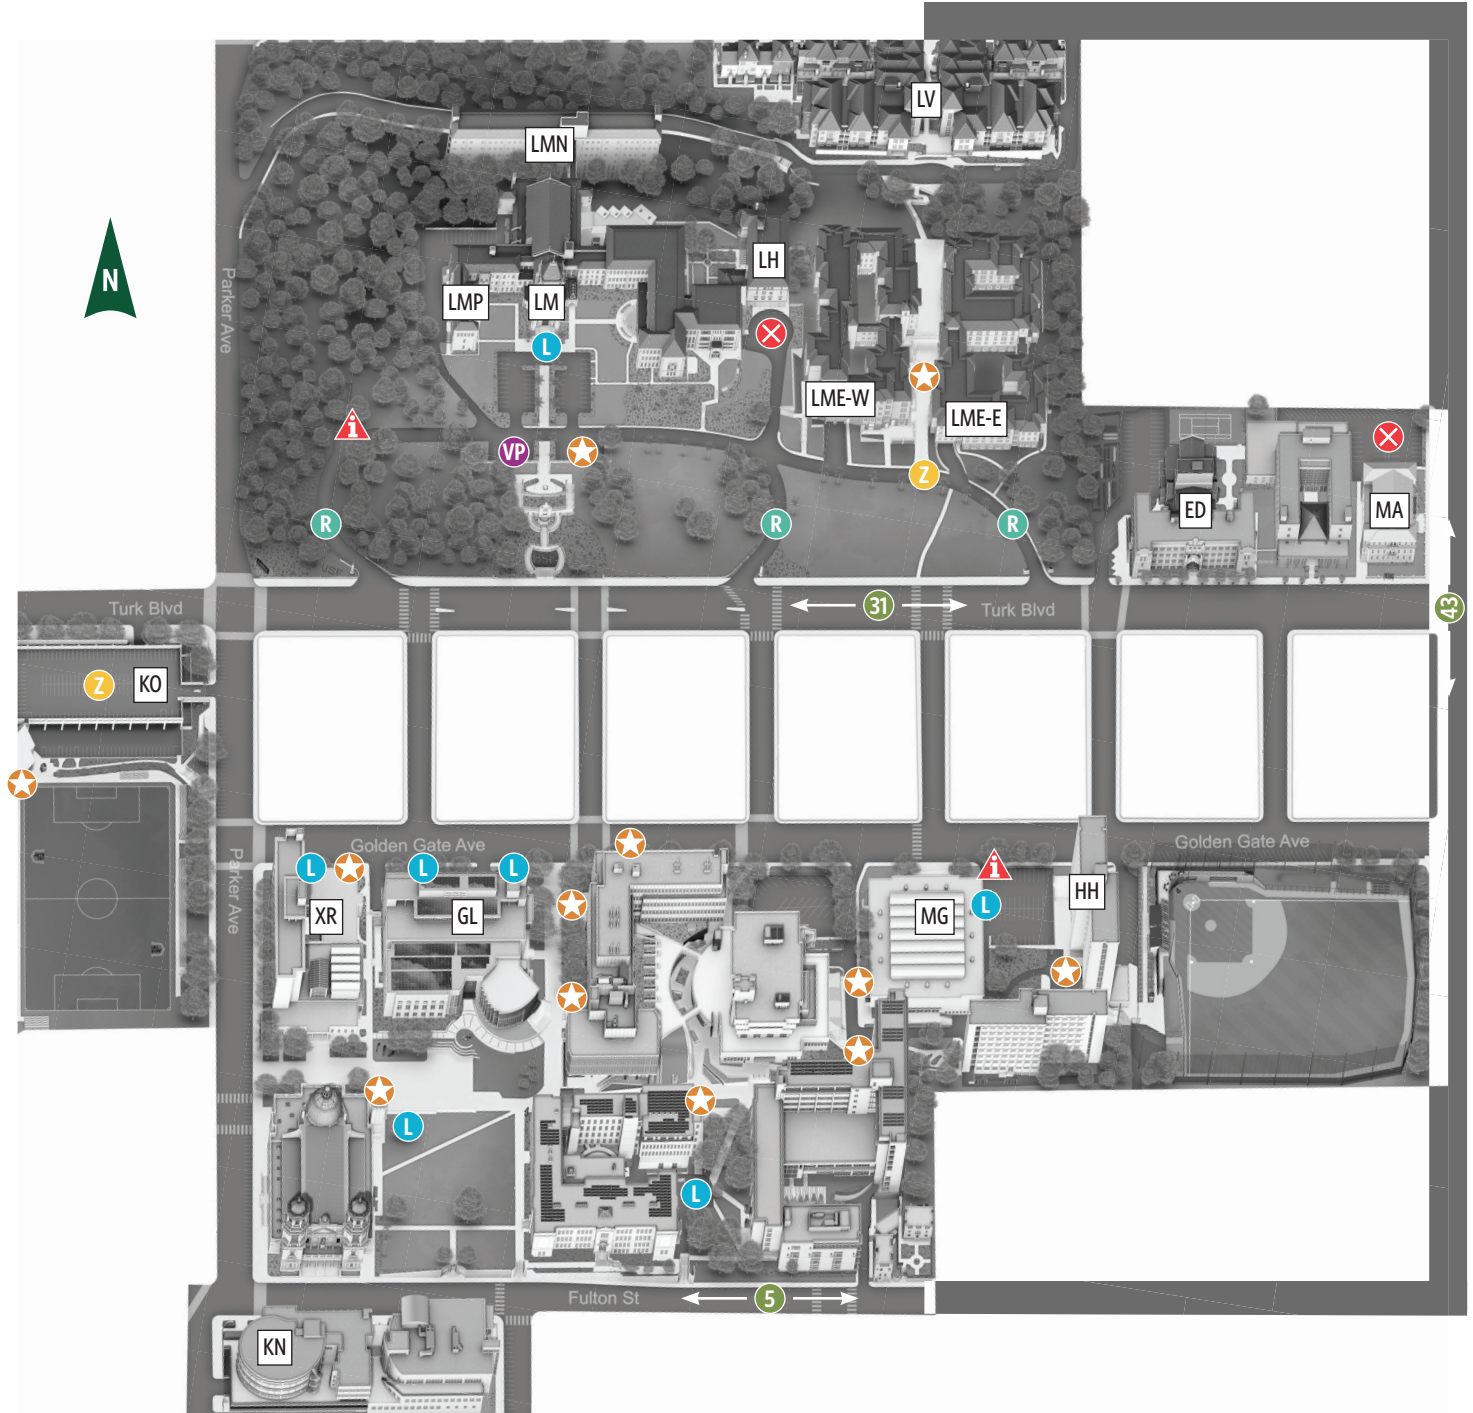 LV
LMN
N
Parker Ave
LH
LMP
LM
L
LME-W
LME-E
i
VP
Z
R
R
R
ED
MA
Turk Blvd
31
Turk Blvd
43
Z
KO
Golden Gate Ave
Golden Gate Ave
Parker Ave
L
L
L
i
XR
GL
MG
L
HH
L
L
Fulton St
5
KN